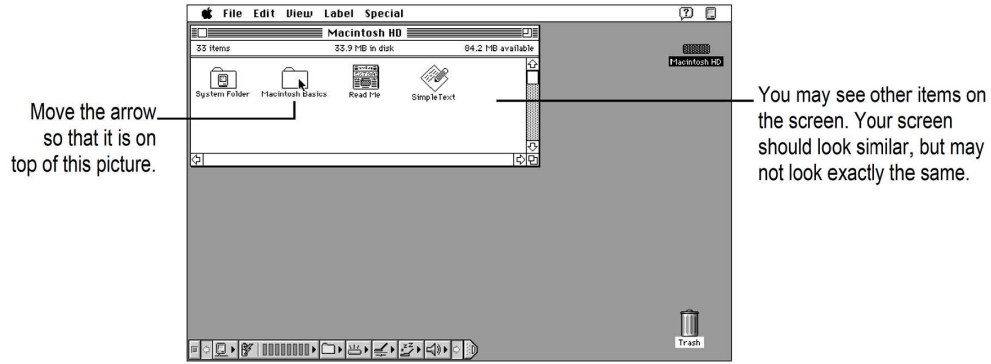 File Edit View Label Special
Macintosh HD
33 items 33.9 MB in disk 84.2 MB available
Macintosh HD
System Folder Macintosh Basics Read Me SimpleText
Move the arrow
so that it is on
top of this picture.
You may see other items on
the screen. Your screen
should look similar, but may
not look exactly the same.
Trash